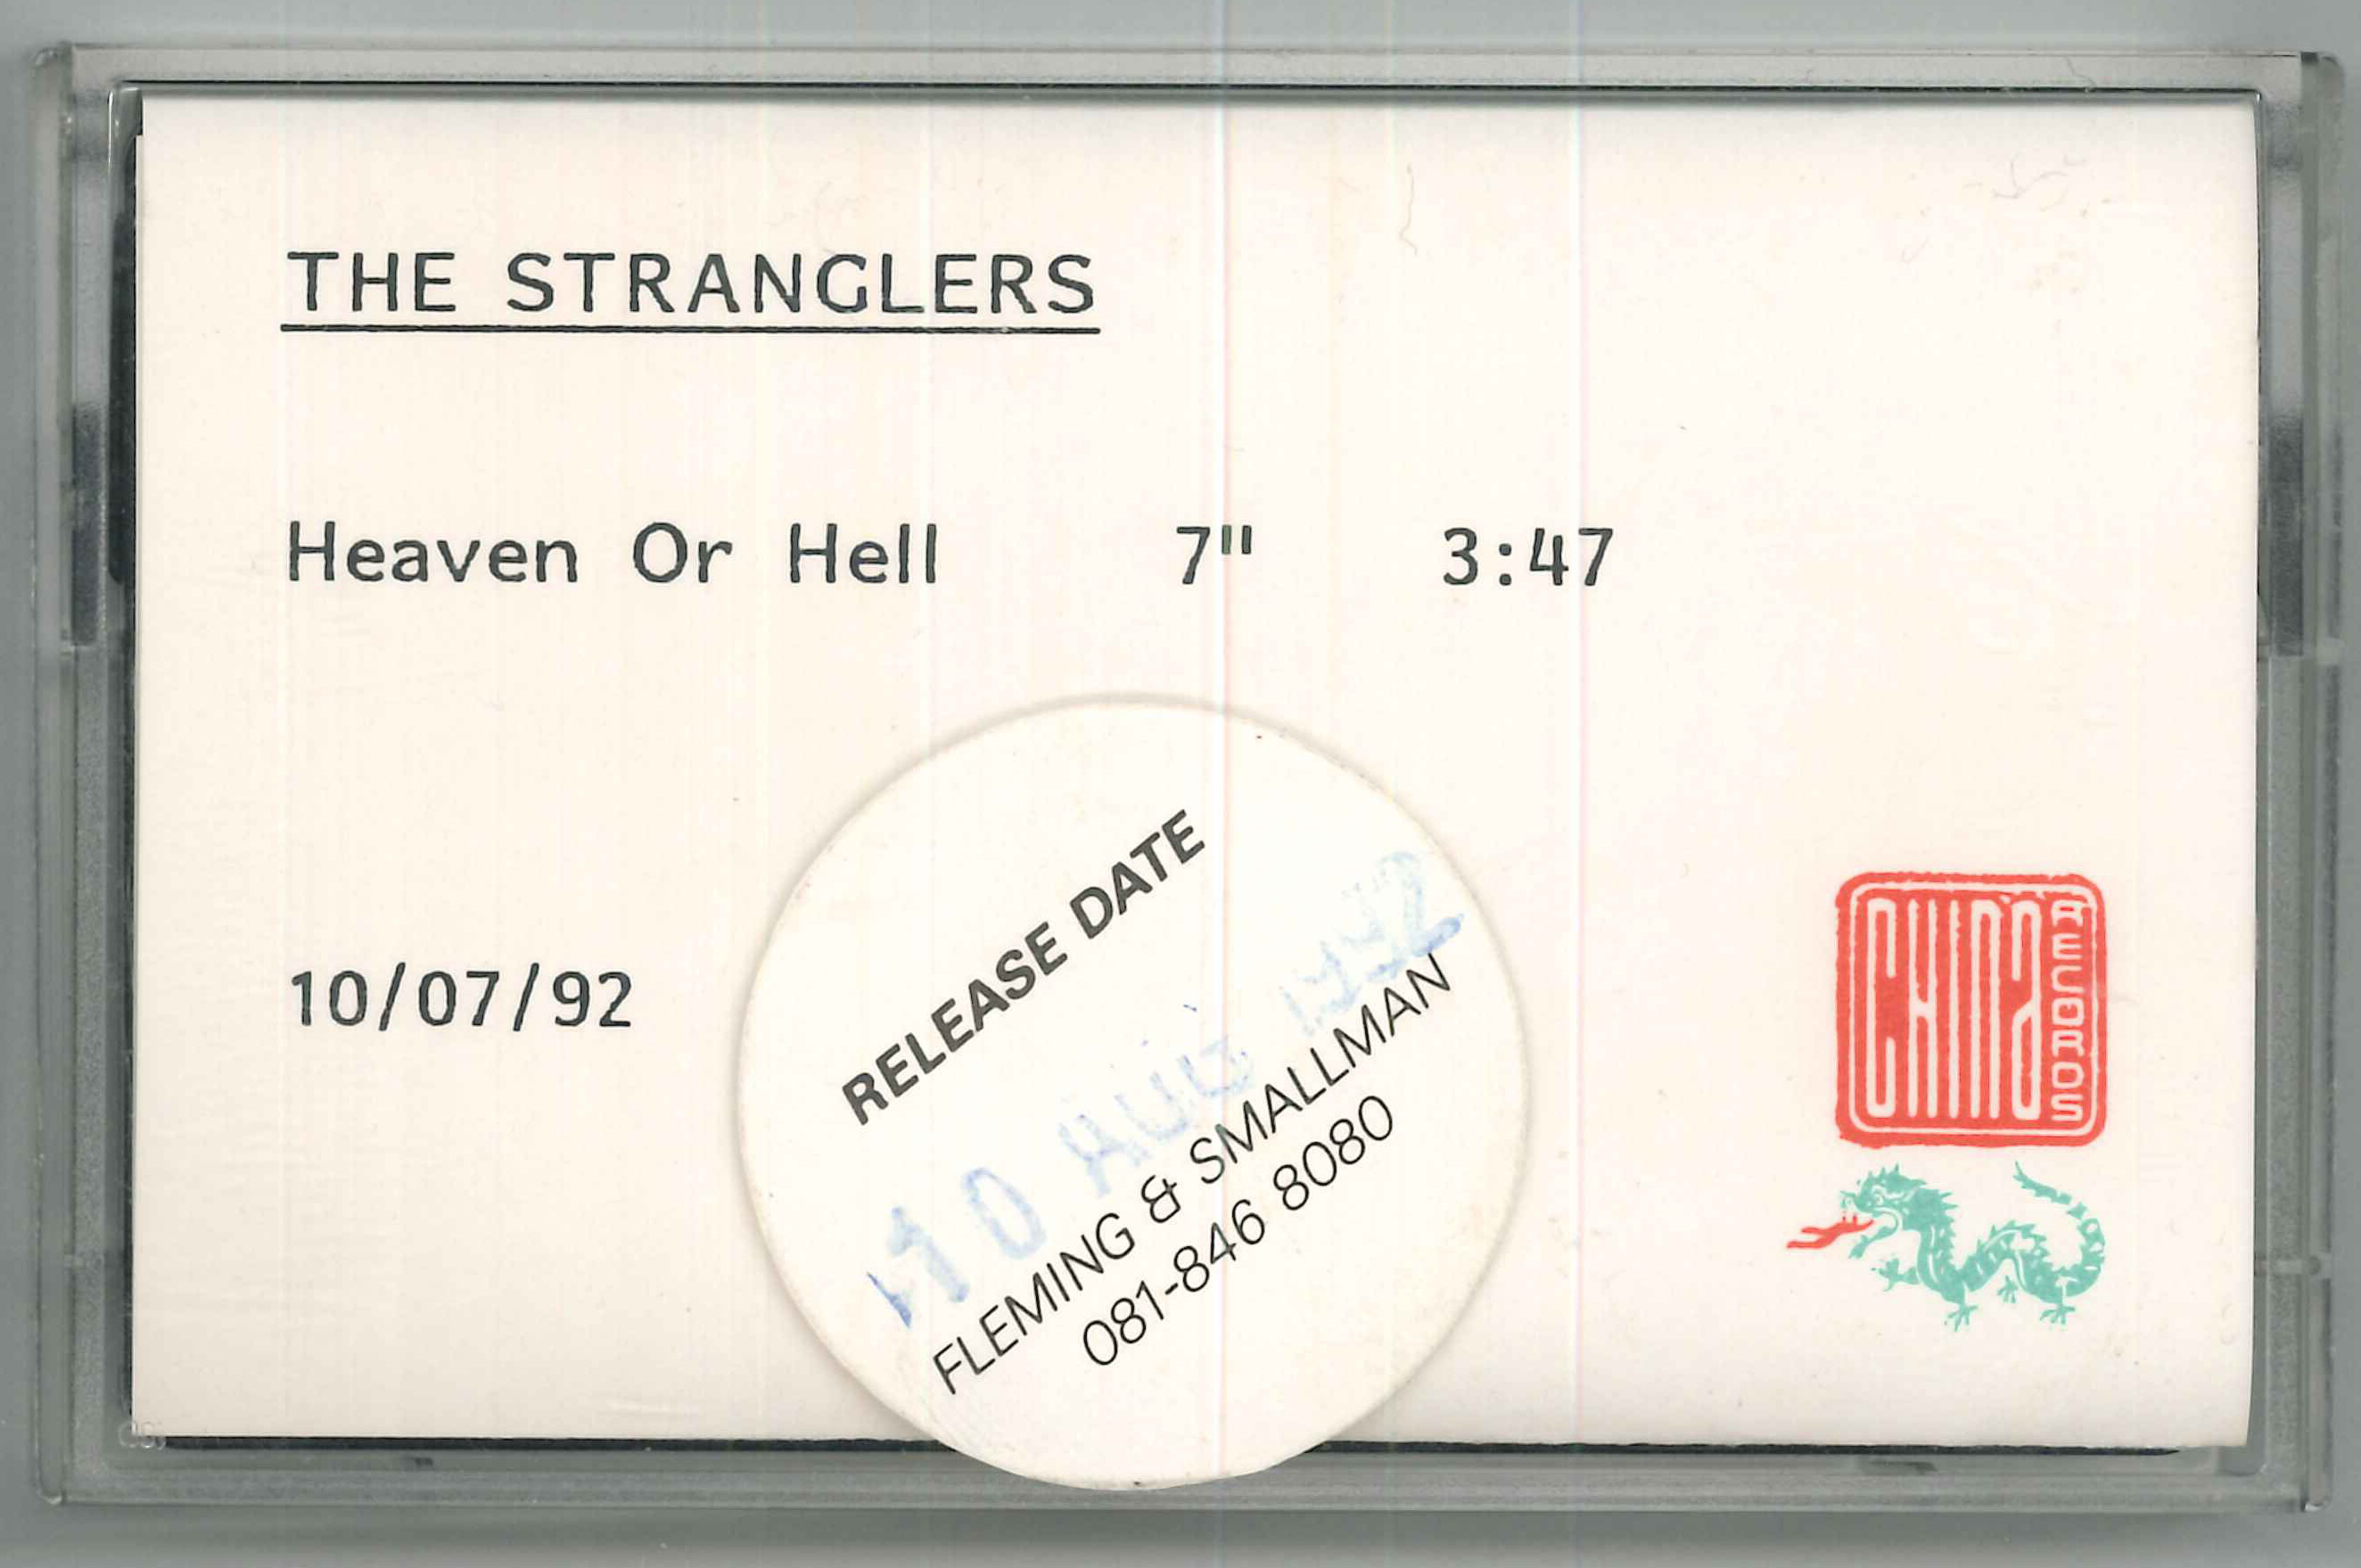 THE STRANGLERS
Heaven Or Hell 7" 3:47
10/07/92
RELEASE DATE
10 AUG 1992
FLEMING & SMALLMAN
081-846 8080
CHINA
RECORDS